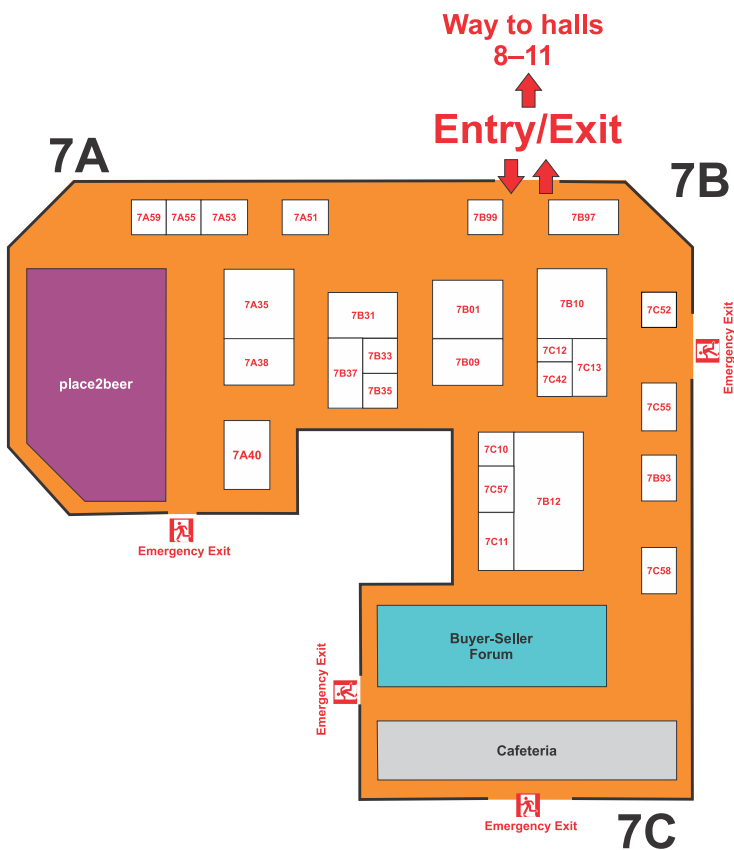 Way to halls
8–11
Entry/Exit
7A
7B
7A59
7A55
7A53
7A51
7B99
7B97
7A35
7B31
7B01
7B10
7C52
Emergency Exit
7A38
7B37
7B33
7B35
7B09
7C12
7C42
7C13
place2beer
7C55
7A40
7C10
7C57
7C11
7B12
7B93
Emergency Exit
7C58
Buyer-Seller
Forum
Emergency Exit
Cafeteria
Emergency Exit
7C